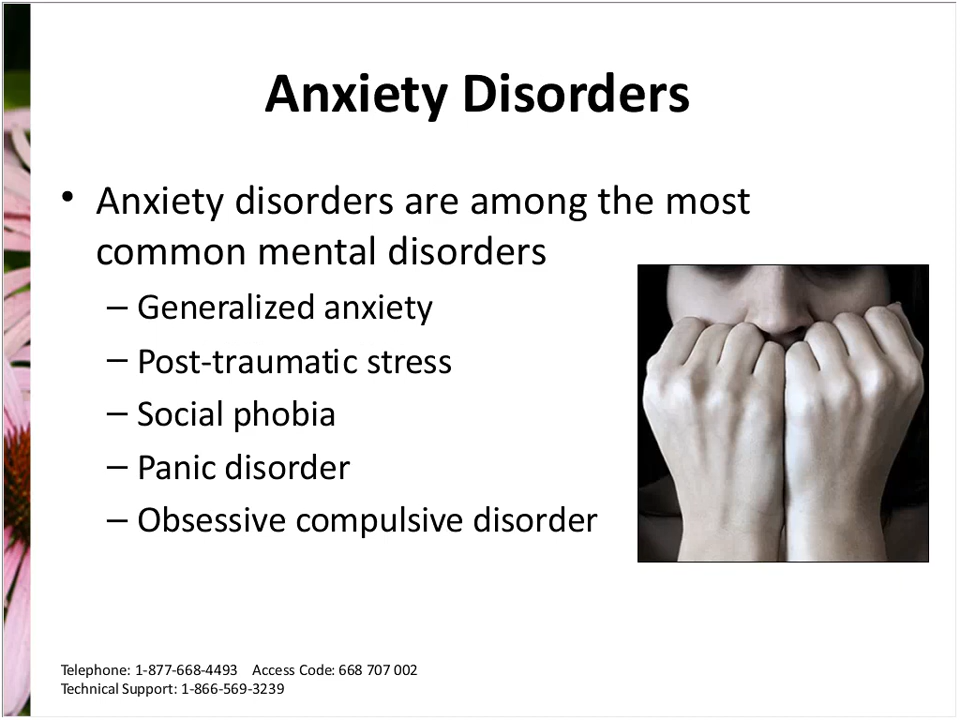 Anxiety Disorders
• Anxiety disorders are among the most
common mental disorders
– Generalized anxiety
– Post-traumatic stress
– Social phobia
– Panic disorder
– Obsessive compulsive disorder
Telephone: 1-877-668-4493 Access Code: 668 707 002
Technical Support: 1-866-569-3239